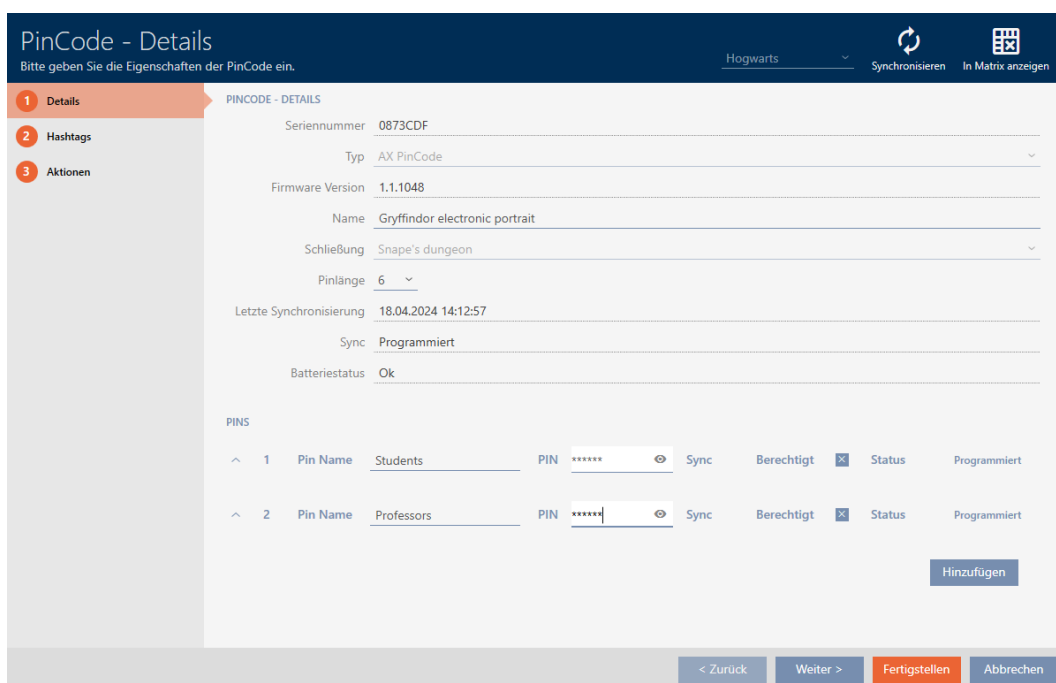 PinCode - Details
Bitte geben Sie die Eigenschaften der PinCode ein.
Hogwarts
Synchronisieren
In Matrix anzeigen
1 Details
2 Hashtags
3 Aktionen
PINCODE - DETAILS
Seriennummer 0873CDF
Typ AX PinCode
Firmware Version 1.1.1048
Name Gryffindor electronic portrait
Schließung Snape's dungeon
Pinlänge 6
Letzte Synchronisierung 18.04.2024 14:12:57
Sync Programmiert
Batteriestatus Ok
PINS
1 Pin Name Students PIN ****** Sync Berechtigt Status Programmiert
2 Pin Name Professors PIN ****** Sync Berechtigt Status Programmiert
Hinzufügen
< Zurück Weiter > Fertigstellen Abbrechen